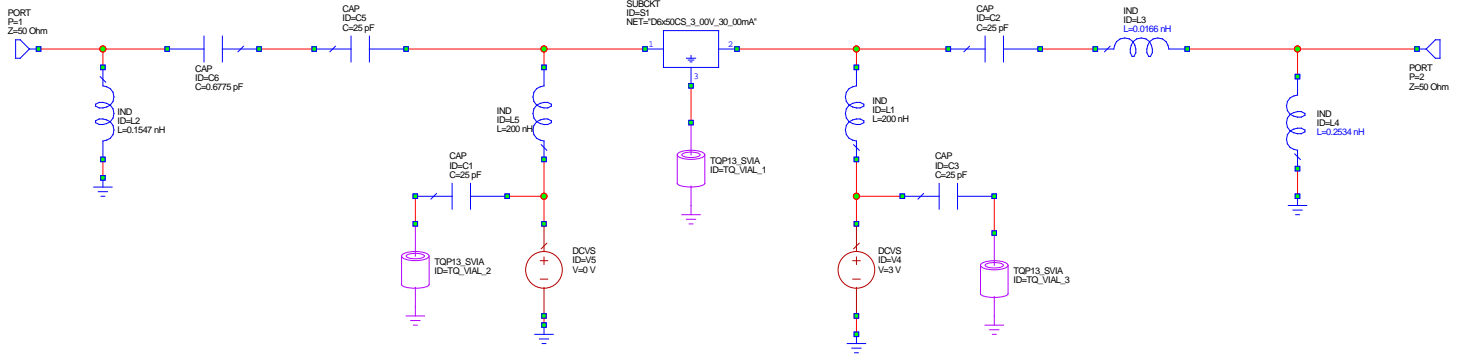 PORT
P=1
Z=50 Ohm
CAP
ID=C6
C=0.6775 pF
CAP
ID=C5
C=25 pF
IND
ID=L2
L=0.1547 nH
SUBCKT
ID=S1
NET="D6x50CS_3_00V_30_00mA"
1
2
3
IND
ID=L5
L=200 nH
CAP
ID=C1
C=25 pF
TQP13_SVIA
ID=TQ_VIAL_2
DCVS
ID=V5
V=0 V
TQP13_SVIA
ID=TQ_VIAL_1
IND
ID=L1
L=200 nH
CAP
ID=C3
C=25 pF
DCVS
ID=V4
V=3 V
TQP13_SVIA
ID=TQ_VIAL_3
CAP
ID=C2
C=25 pF
IND
ID=L3
L=0.0166 nH
IND
ID=L4
L=0.2534 nH
PORT
P=2
Z=50 Ohm